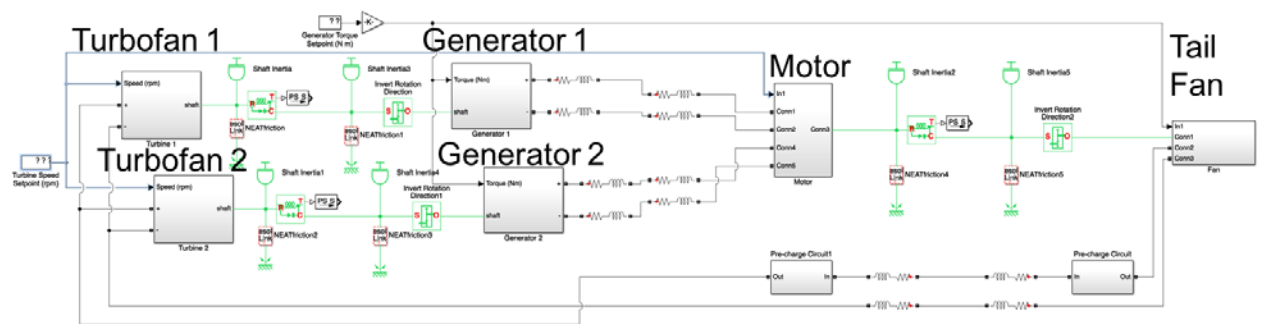 ? ?
Generator Torque
Setpoint (N m)
-K-
Turbofan 1
Generator 1
Motor
Tail
Fan
Speed (rpm)
+
-
shaft
Turbine 1
Shaft Inertia
PS S
NEATfriction
Shaft Inertia3
Invert Rotation
Direction
NEATfriction1
Torque (Nm)
shaft
Generator 1
In1
Conn1
Conn2
Conn4
Conn5
Conn3
Motor
Shaft Inertia2
PS S
NEATfriction4
Shaft Inertia5
Invert Rotation
Direction2
NEATfriction5
In1
Conn1
Conn2
Conn3
Fan
? ?
Turbine Speed
Setpoint (rpm)
Turbofan 2
Generator 2
Speed (rpm)
+
-
shaft
Turbine 2
Shaft Inertia1
PS S
NEATfriction2
Shaft Inertia4
Invert Rotation
Direction1
NEATfriction3
Torque (Nm)
shaft
Generator 2
Pre-charge Circuit1
Out
In
Pre-charge Circuit
In
Out